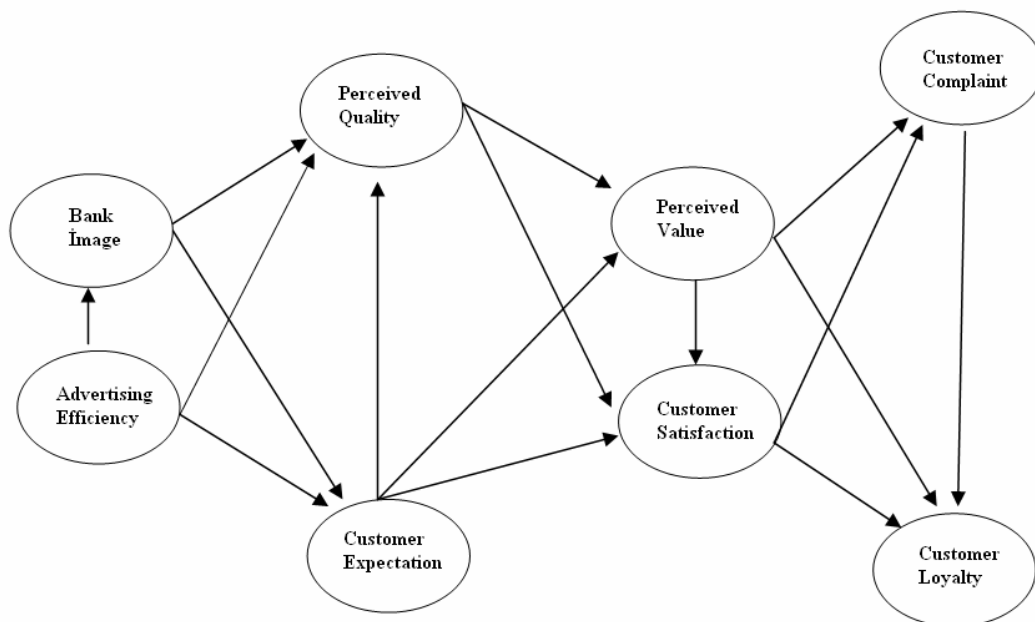 Customer
Complaint
Perceived
Quality
Bank
İmage
Perceived
Value
Advertising
Efficiency
Customer
Satisfaction
Customer
Expectation
Customer
Loyalty